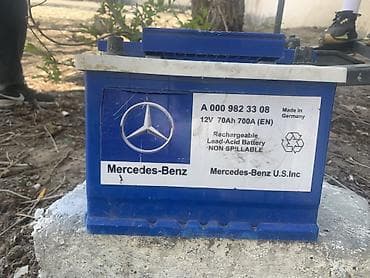 A 000 982 33 08
12V 70Ah 700A (EN)
Made in
Germany
Rechargeable
Lead-Acid Battery
NON SPILLABLE
Mercedes-Benz
Mercedes-Benz U.S.Inc